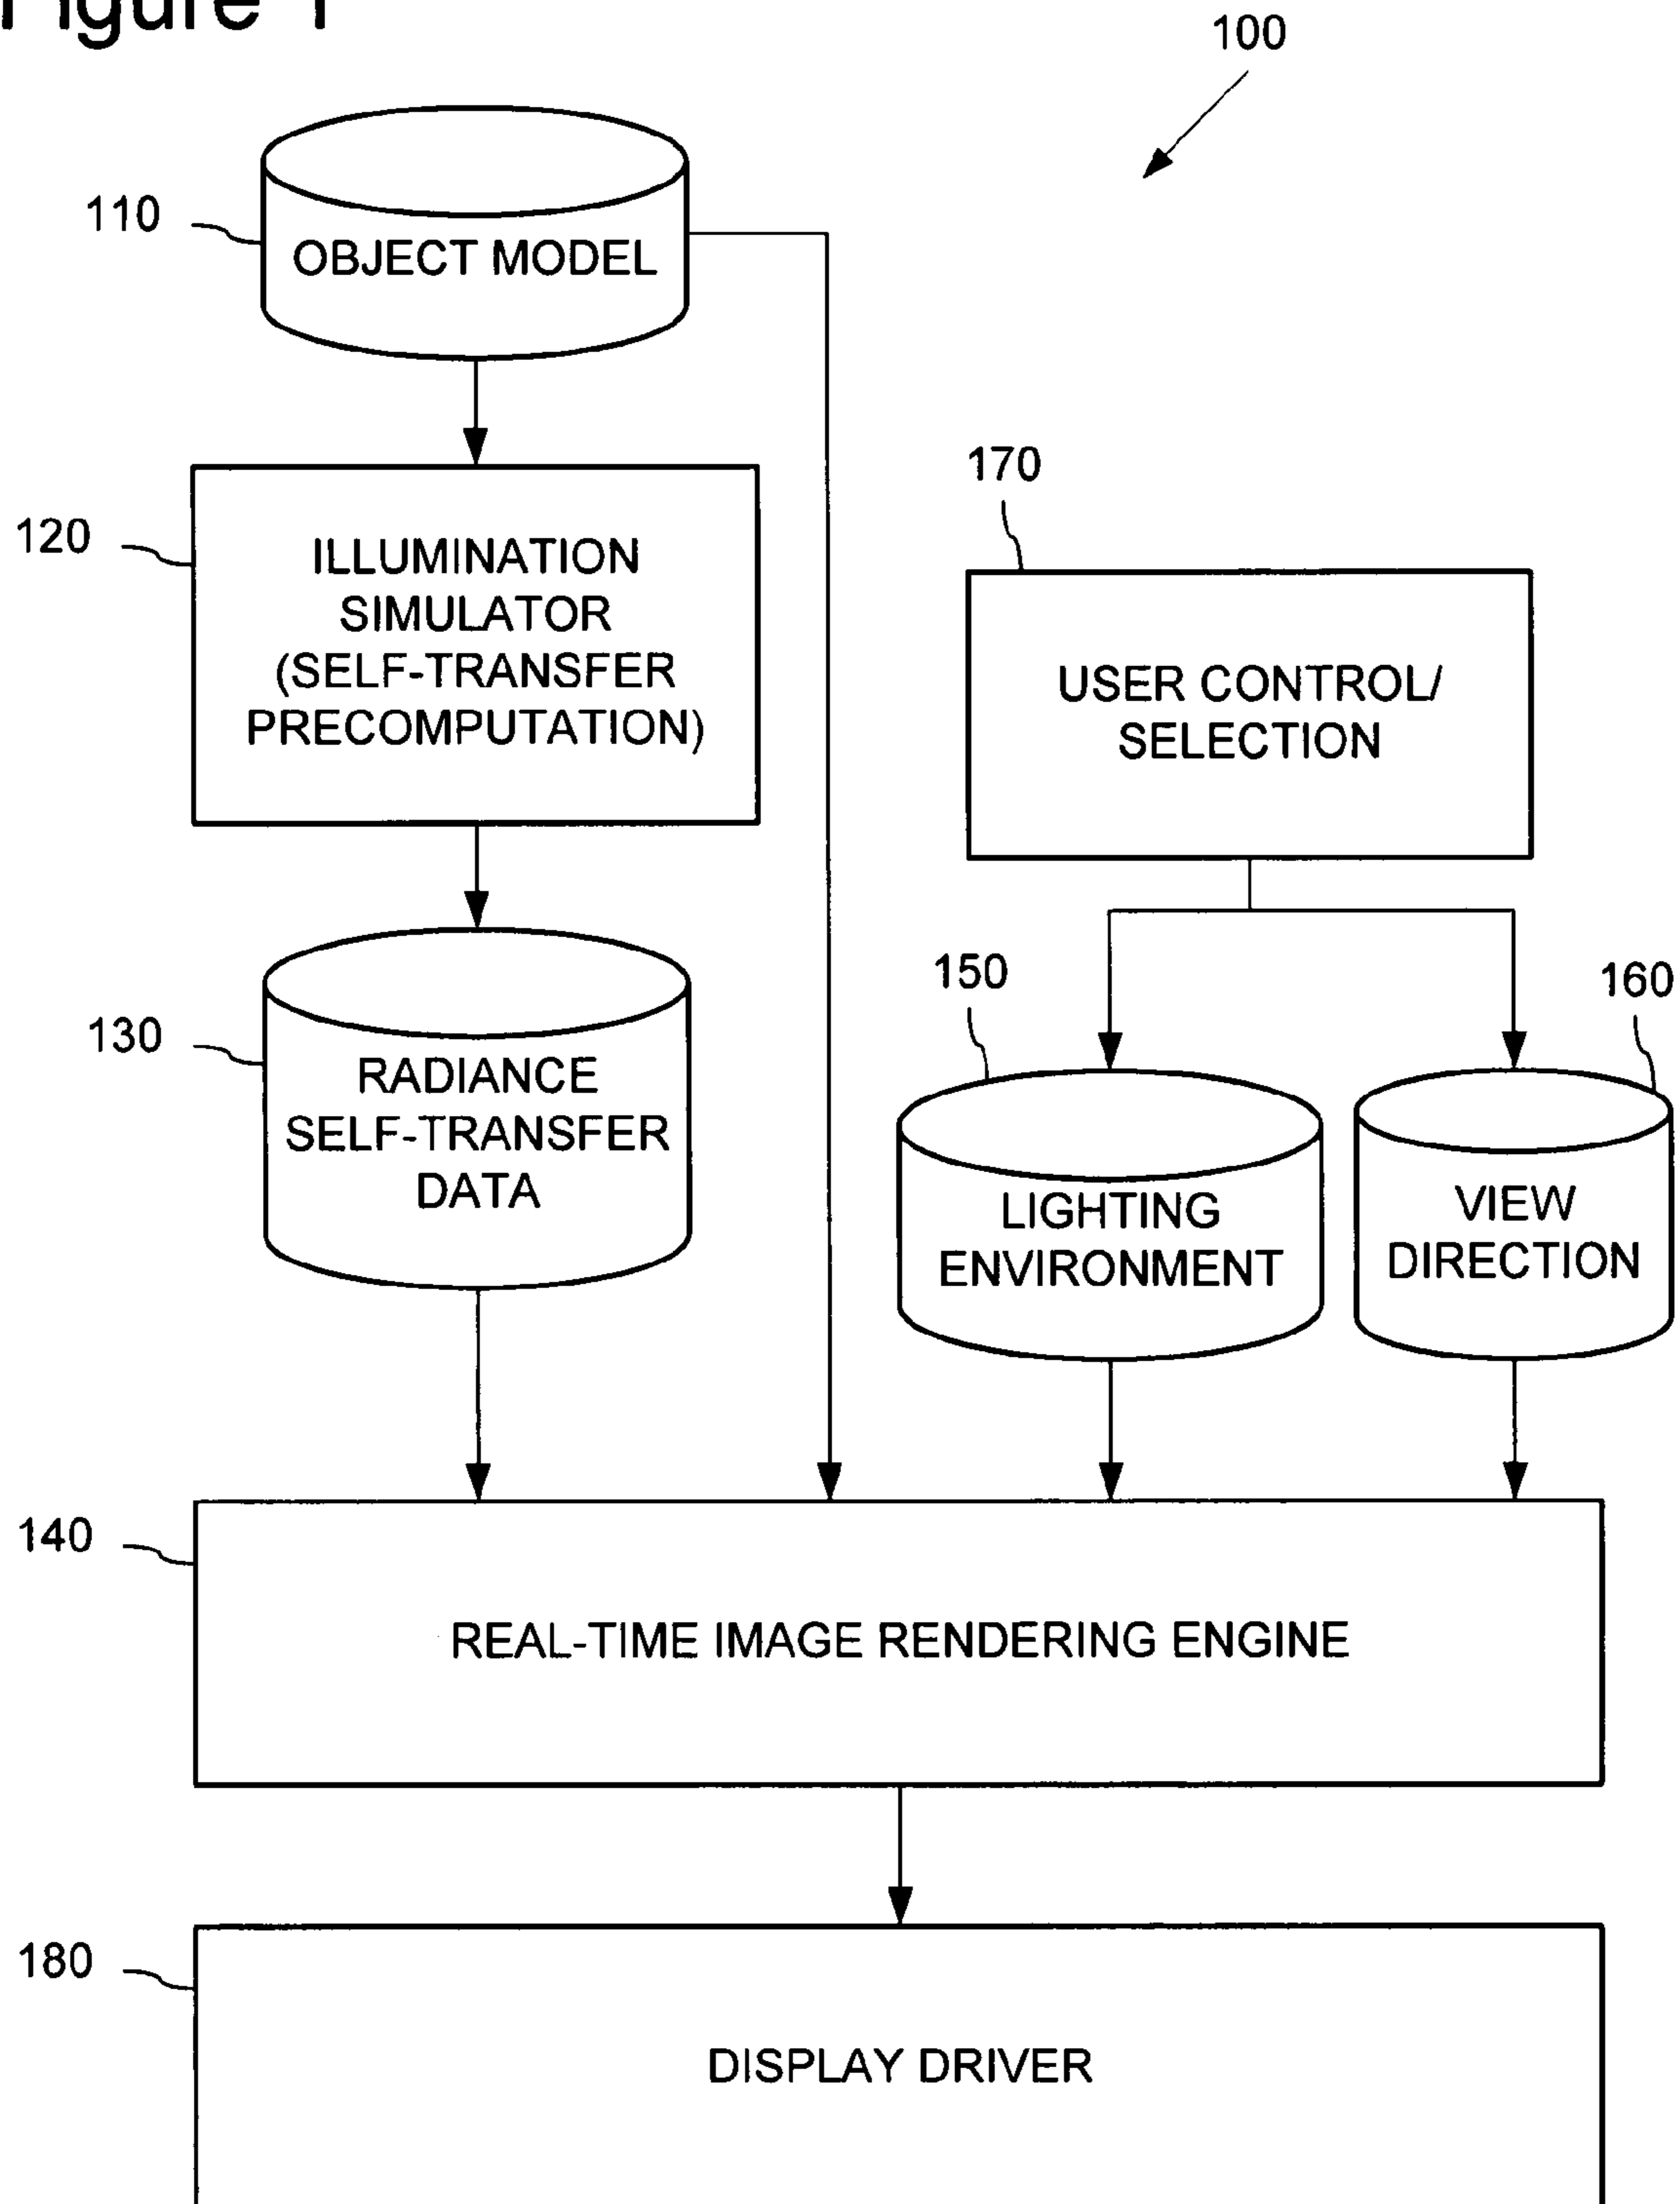 Figure 1
100
110
OBJECT MODEL
170
120
ILLUMINATION
SIMULATOR
(SELF-TRANSFER
PRECOMPUTATION)
USER CONTROL/
SELECTION
150
160
130
RADIANCE
SELF-TRANSFER
DATA
LIGHTING
ENVIRONMENT
VIEW
DIRECTION
140
REAL-TIME IMAGE RENDERING ENGINE
180
DISPLAY DRIVER